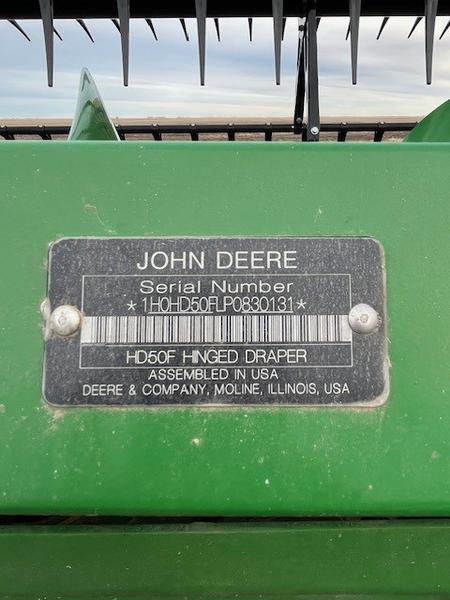 JOHN DEERE
Serial Number
*1H0HD50FLP0830131*
HD50F HINGED DRAPER
ASSEMBLED IN USA
DEERE & COMPANY, MOLINE, ILLINOIS, USA